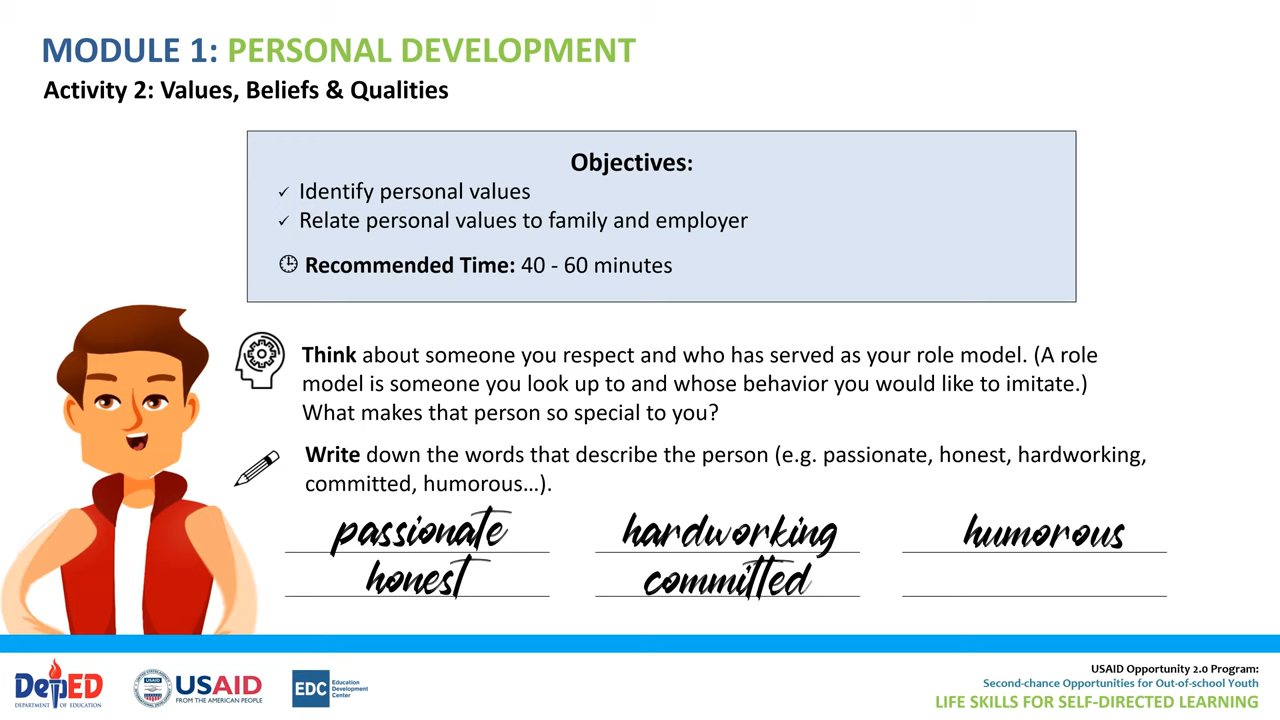 MODULE 1: PERSONAL DEVELOPMENT
Activity 2: Values, Beliefs & Qualities
Objectives:
✓ Identify personal values
✓ Relate personal values to family and employer
Recommended Time: 40 - 60 minutes
Think about someone you respect and who has served as your role model. (A role
model is someone you look up to and whose behavior you would like to imitate.)
What makes that person so special to you?
Write down the words that describe the person (e.g. passionate, honest, hardworking,
committed, humorous…).
passionate hardworking humorous
honest committed
DepED
DEPARTMENT OF EDUCATION
USAID
FROM THE AMERICAN PEOPLE
EDC
Education
Development
Center
USAID Opportunity 2.0 Program:
Second-chance Opportunities for Out-of-school Youth
LIFE SKILLS FOR SELF-DIRECTED LEARNING